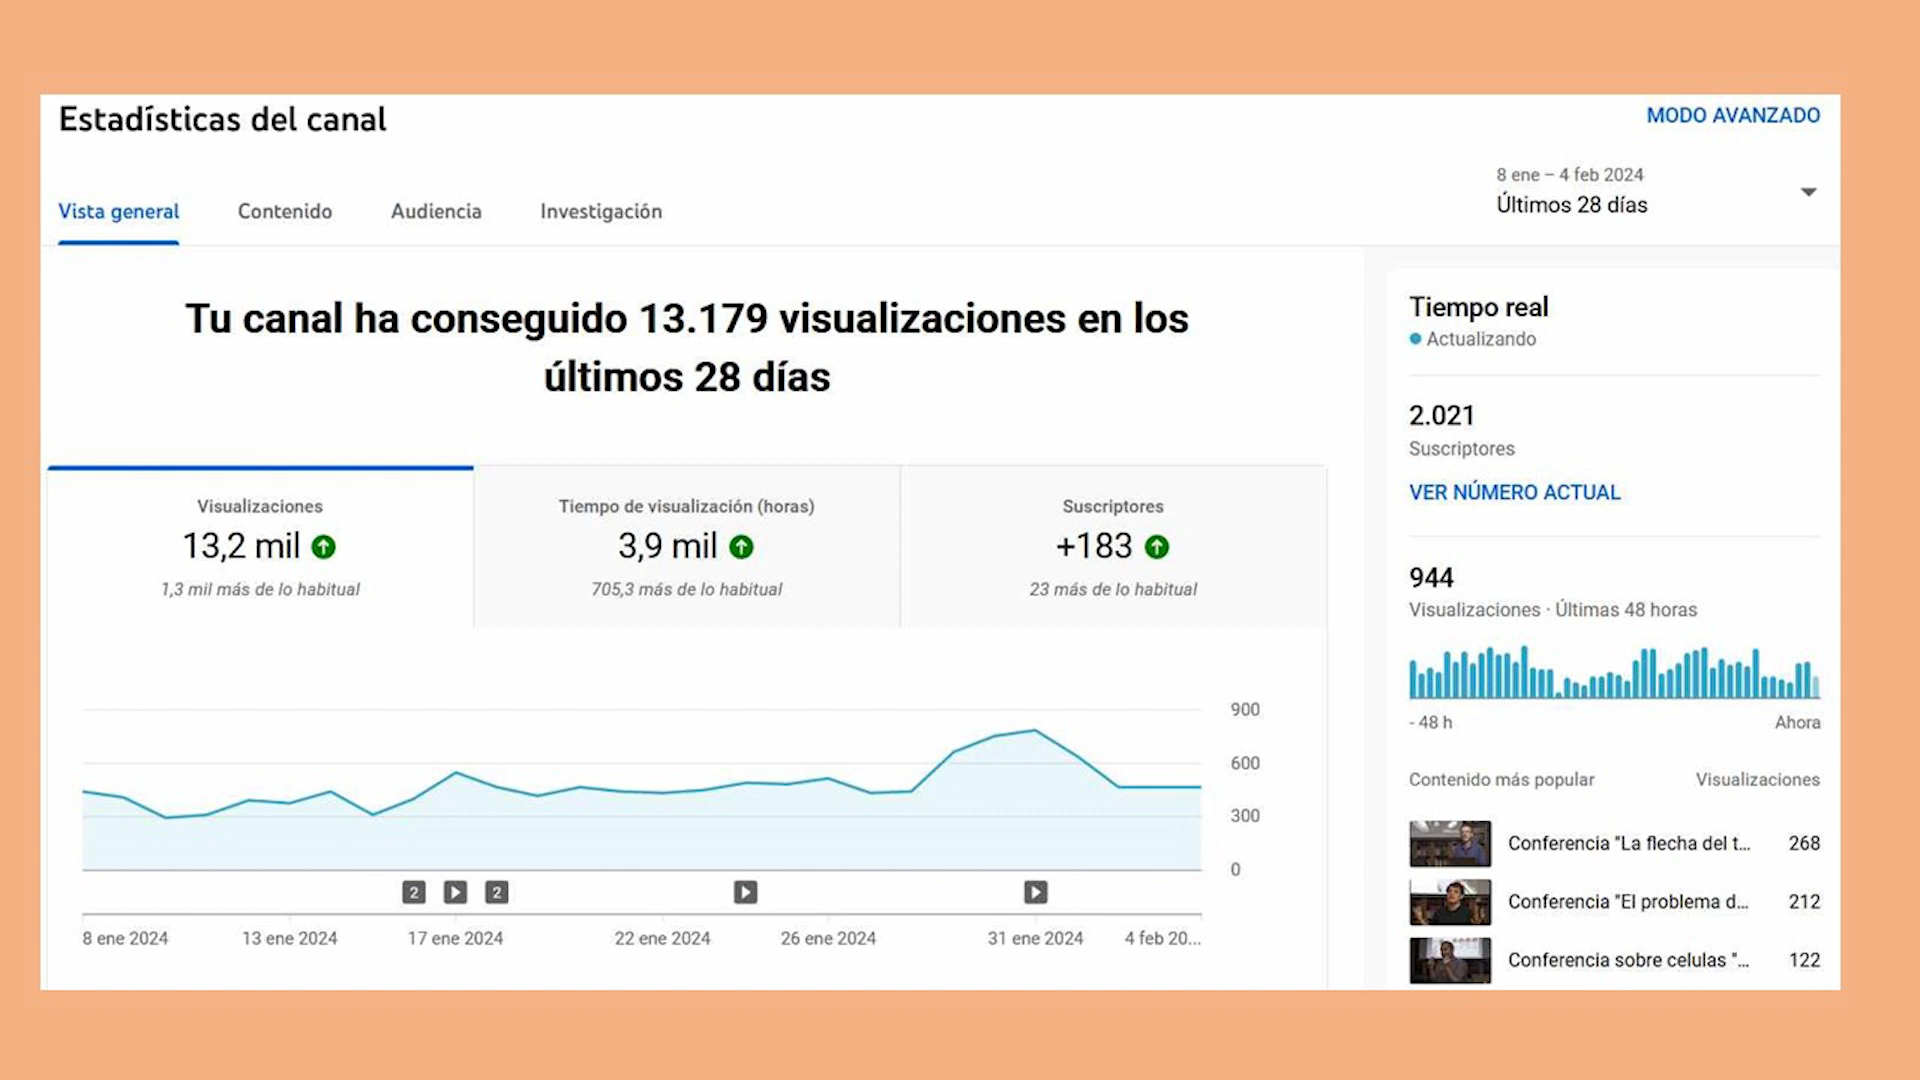 Estadísticas del canal
MODO AVANZADO
8 ene – 4 feb 2024
Últimos 28 días
Vista general
Contenido
Audiencia
Investigación
Tu canal ha conseguido 13.179 visualizaciones en los
últimos 28 días
Visualizaciones
13,2 mil
1,3 mil más de lo habitual
Tiempo de visualización (horas)
3,9 mil
705,3 más de lo habitual
Suscriptores
+183
23 más de lo habitual
900
600
300
0
2
2
8 ene 2024
13 ene 2024
17 ene 2024
22 ene 2024
26 ene 2024
31 ene 2024
4 feb 20...
Tiempo real
Actualizando
2.021
Suscriptores
VER NÚMERO ACTUAL
944
Visualizaciones · Últimas 48 horas
- 48 h
Ahora
Contenido más popular
Visualizaciones
Conferencia "La flecha del t...
268
Conferencia "El problema d...
212
Conferencia sobre celulas "...
122